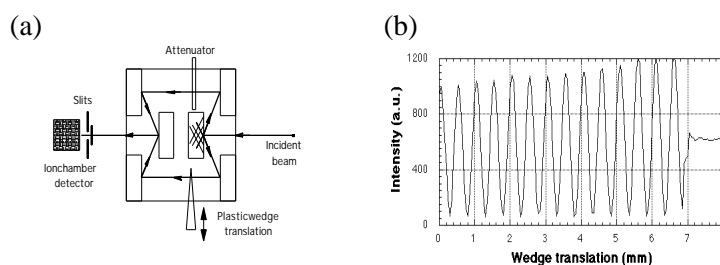 (a)
Attenuator
Slits
Ionchamber
detector
Incident
beam
Plasticwedge
translation
(b)
Intensity (a.u.)
1200
800
400
0
0 1 2 3 4 5 6 7
Wedge translation (mm)